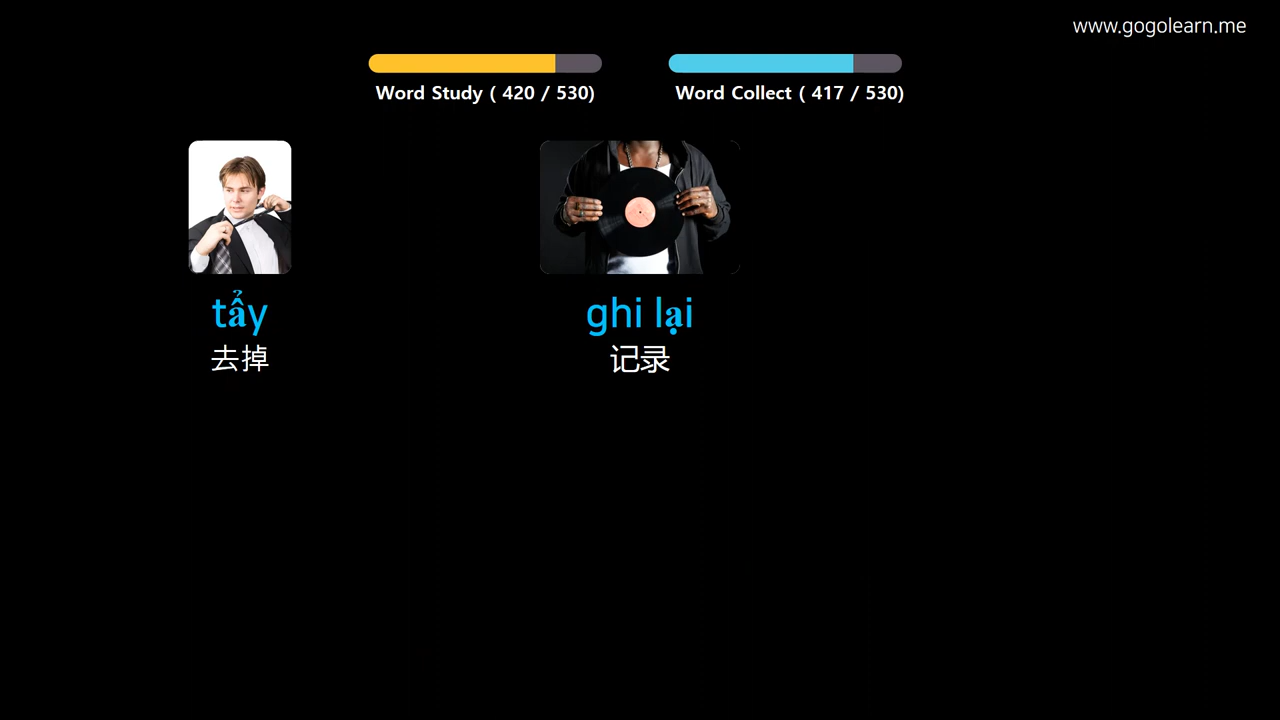 www.gogolearn.me
Word Study ( 420 / 530)
Word Collect ( 417 / 530)
tẩy
去掉
ghi lại
记录